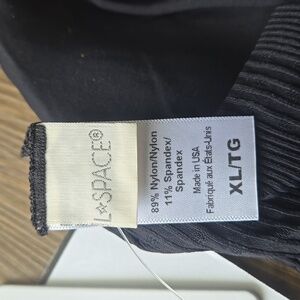 L*SPACE®
89% Nylon/Nylon
11% Spandex/
Spandex
Made in USA
Fabriqué aux États-Unis
XL/TG